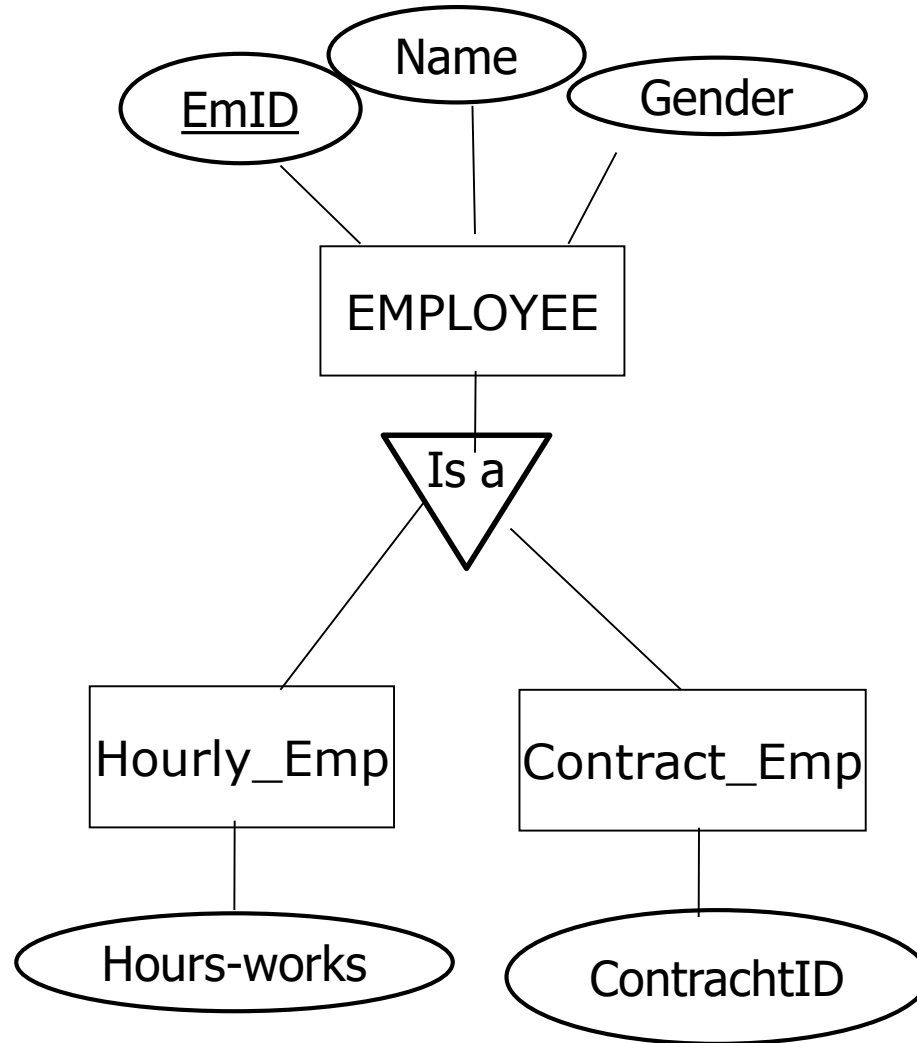 Name
EmID
Gender
EMPLOYEE
Is a
Hourly_Emp
Contract_Emp
Hours-works
ContrachtID